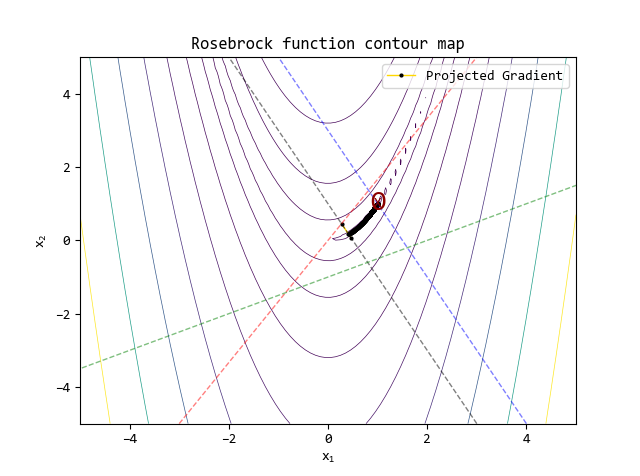 Rosebrock function contour map
Projected Gradient
4
2
0
−2
−4
x₂
−4
−2
0
2
4
x₁